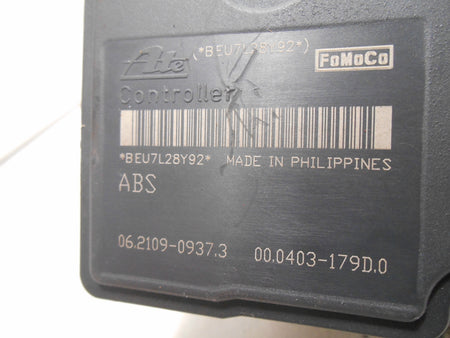 Ate (*BEU7L28Y92*) FoMoCo
Controller
*BEU7L28Y92* MADE IN PHILIPPINES
ABS
06.2109-0937.3 00.0403-179D.0